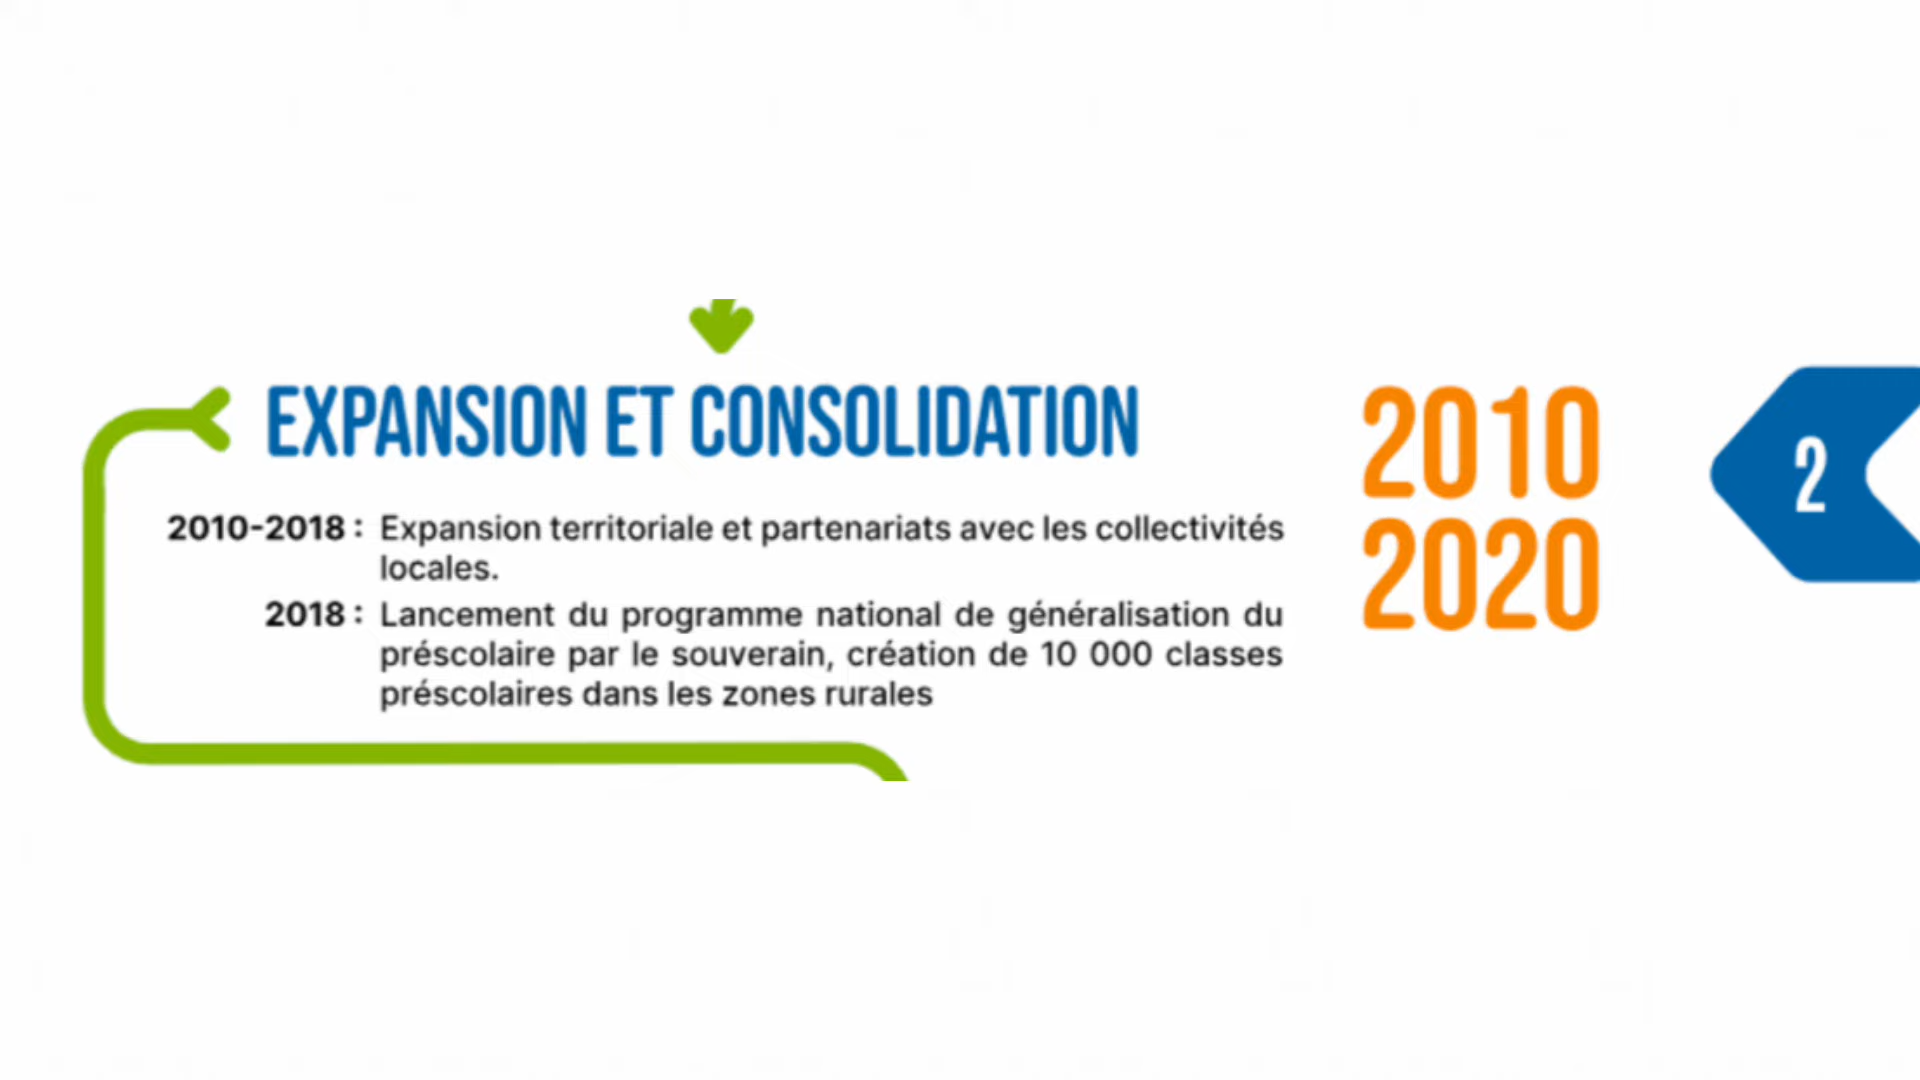 EXPANSION ET CONSOLIDATION
2010-2018 : Expansion territoriale et partenariats avec les collectivités
locales.
2018 : Lancement du programme national de généralisation du
préscolaire par le souverain, création de 10 000 classes
préscolaires dans les zones rurales
2010
2020
2